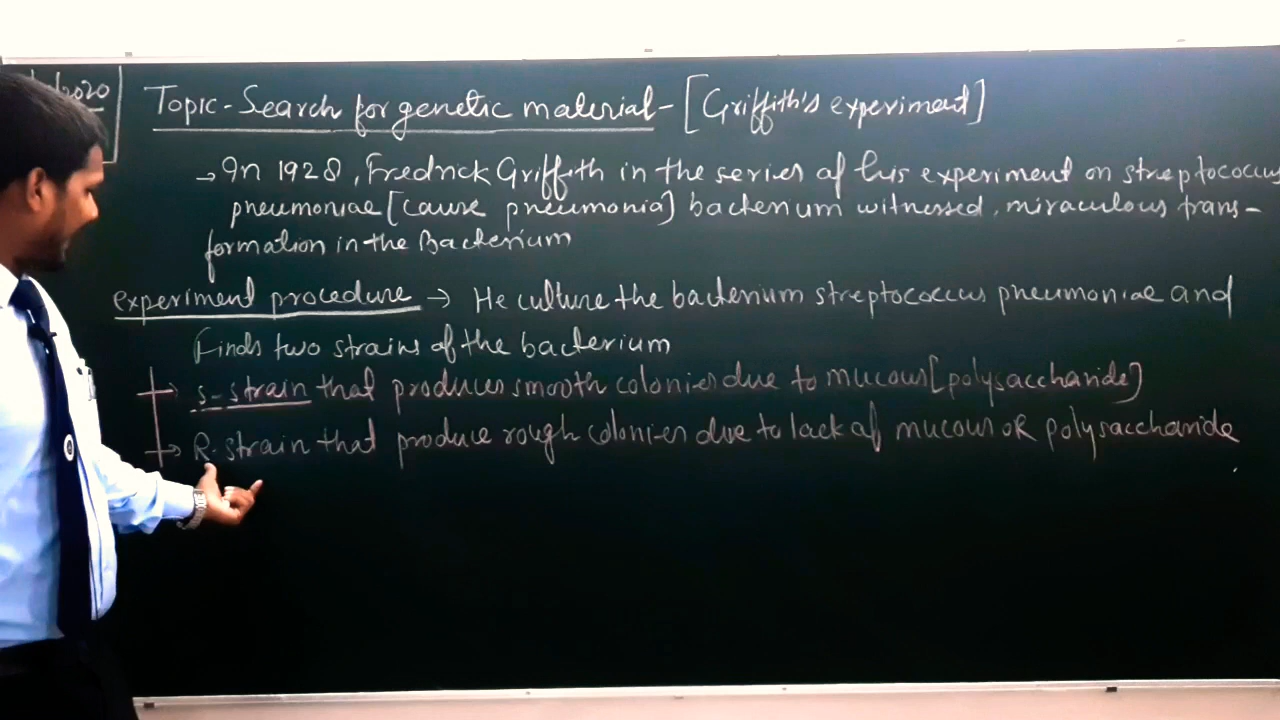 2020
Topic - Search for genetic material - [Griffith's experiment]
→ In 1928, Fredrick Griffith in the series of his experiment on streptococcus
pneumoniae [cause pneumonia] bacterium witnessed, miraculous trans-
formation in the Bacterium
experiment procedure → He culture the bacterium streptococcus pneumoniae and
Finds two strains of the bacterium
→ S-strain that produces smooth colonies due to mucous [polysaccharide]
→ R-strain that produce rough colonies due to lack of mucous OR polysaccharide